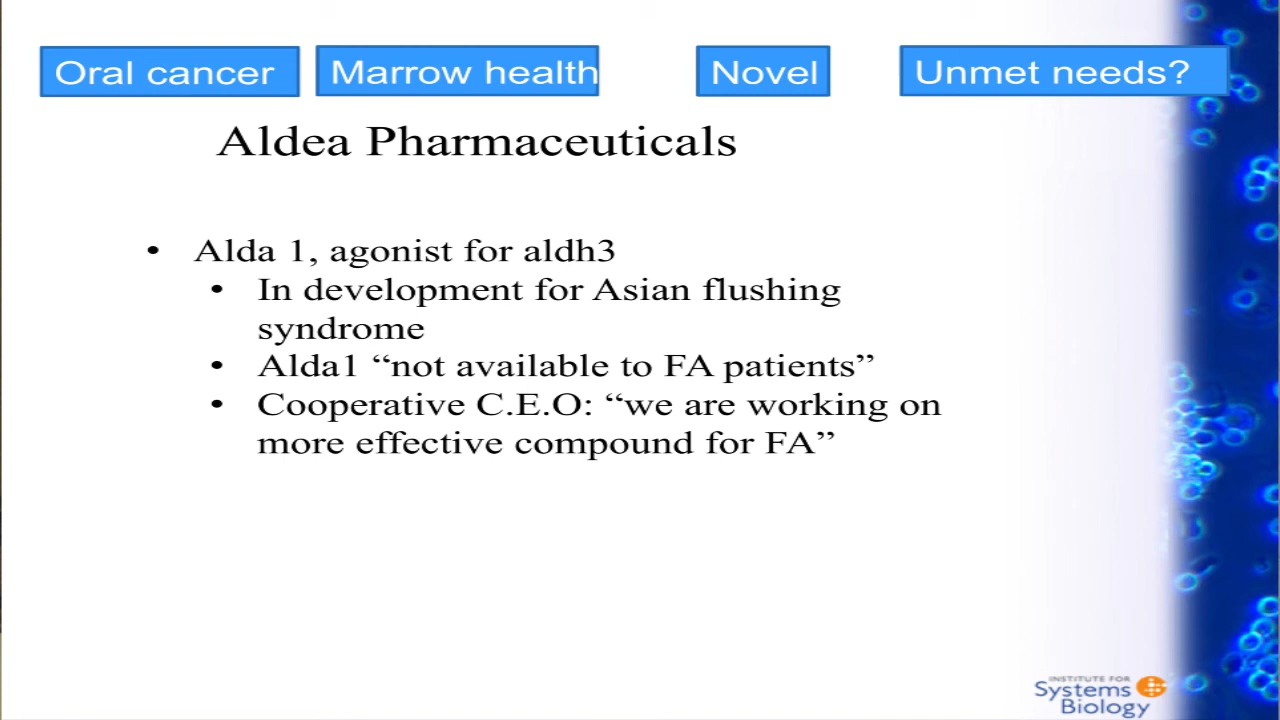 Oral cancer
Marrow health
Novel
Unmet needs?
Aldea Pharmaceuticals
• Alda 1, agonist for aldh3
• In development for Asian flushing
syndrome
• Alda1 “not available to FA patients”
• Cooperative C.E.O: “we are working on
more effective compound for FA”
INSTITUTE FOR
Systems
Biology